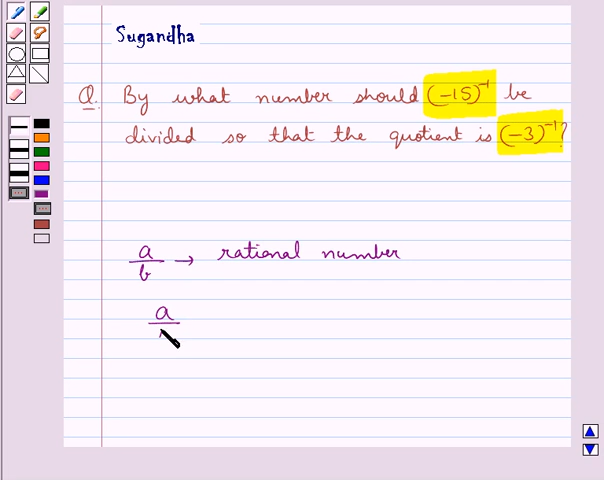 Sugandha
Q. By what number should (-15)⁻¹ be
divided so that the quotient is (-3)⁻¹?
a/b → rational number
a/